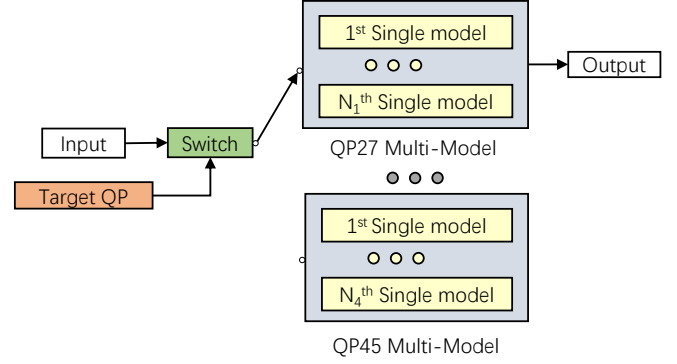 1st Single model
N1th Single model
QP27 Multi-Model
Output
Input
Switch
Target QP
1st Single model
N4th Single model
QP45 Multi-Model